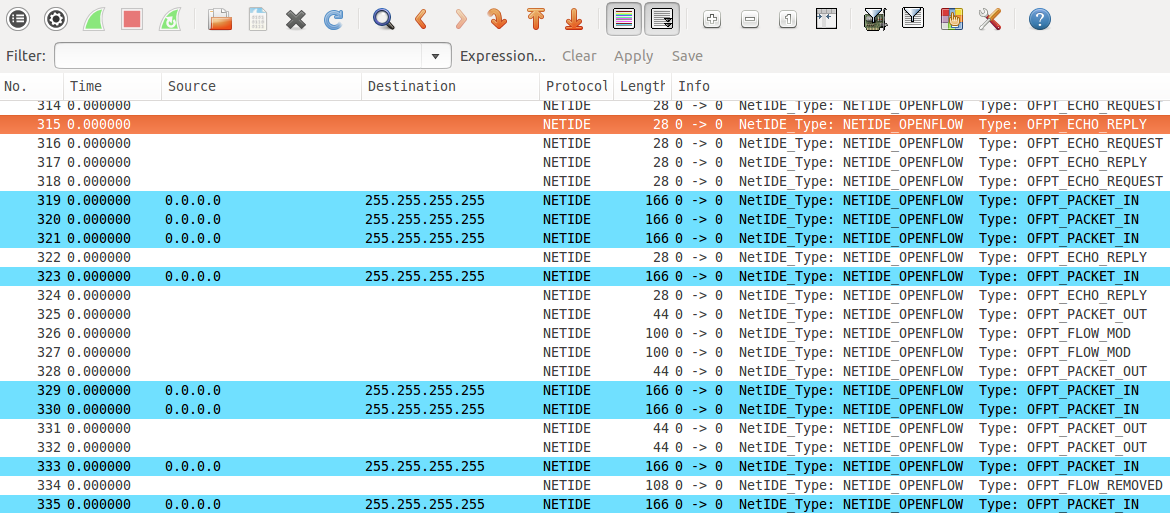 Filter: Expression... Clear Apply Save
No. Time Source Destination Protocol Length Info
314 0.000000 NETIDE 28 0 -> 0 NetIDE_Type: NETIDE_OPENFLOW Type: OFPT_ECHO_REQUEST
315 0.000000 NETIDE 28 0 -> 0 NetIDE_Type: NETIDE_OPENFLOW Type: OFPT_ECHO_REPLY
316 0.000000 NETIDE 28 0 -> 0 NetIDE_Type: NETIDE_OPENFLOW Type: OFPT_ECHO_REQUEST
317 0.000000 NETIDE 28 0 -> 0 NetIDE_Type: NETIDE_OPENFLOW Type: OFPT_ECHO_REPLY
318 0.000000 NETIDE 28 0 -> 0 NetIDE_Type: NETIDE_OPENFLOW Type: OFPT_ECHO_REQUEST
319 0.000000 0.0.0.0 255.255.255.255 NETIDE 166 0 -> 0 NetIDE_Type: NETIDE_OPENFLOW Type: OFPT_PACKET_IN
320 0.000000 0.0.0.0 255.255.255.255 NETIDE 166 0 -> 0 NetIDE_Type: NETIDE_OPENFLOW Type: OFPT_PACKET_IN
321 0.000000 0.0.0.0 255.255.255.255 NETIDE 166 0 -> 0 NetIDE_Type: NETIDE_OPENFLOW Type: OFPT_PACKET_IN
322 0.000000 NETIDE 28 0 -> 0 NetIDE_Type: NETIDE_OPENFLOW Type: OFPT_ECHO_REPLY
323 0.000000 0.0.0.0 255.255.255.255 NETIDE 166 0 -> 0 NetIDE_Type: NETIDE_OPENFLOW Type: OFPT_PACKET_IN
324 0.000000 NETIDE 28 0 -> 0 NetIDE_Type: NETIDE_OPENFLOW Type: OFPT_ECHO_REPLY
325 0.000000 NETIDE 44 0 -> 0 NetIDE_Type: NETIDE_OPENFLOW Type: OFPT_PACKET_OUT
326 0.000000 NETIDE 100 0 -> 0 NetIDE_Type: NETIDE_OPENFLOW Type: OFPT_FLOW_MOD
327 0.000000 NETIDE 100 0 -> 0 NetIDE_Type: NETIDE_OPENFLOW Type: OFPT_FLOW_MOD
328 0.000000 NETIDE 44 0 -> 0 NetIDE_Type: NETIDE_OPENFLOW Type: OFPT_PACKET_OUT
329 0.000000 0.0.0.0 255.255.255.255 NETIDE 166 0 -> 0 NetIDE_Type: NETIDE_OPENFLOW Type: OFPT_PACKET_IN
330 0.000000 0.0.0.0 255.255.255.255 NETIDE 166 0 -> 0 NetIDE_Type: NETIDE_OPENFLOW Type: OFPT_PACKET_IN
331 0.000000 NETIDE 44 0 -> 0 NetIDE_Type: NETIDE_OPENFLOW Type: OFPT_PACKET_OUT
332 0.000000 NETIDE 44 0 -> 0 NetIDE_Type: NETIDE_OPENFLOW Type: OFPT_PACKET_OUT
333 0.000000 0.0.0.0 255.255.255.255 NETIDE 166 0 -> 0 NetIDE_Type: NETIDE_OPENFLOW Type: OFPT_PACKET_IN
334 0.000000 NETIDE 108 0 -> 0 NetIDE_Type: NETIDE_OPENFLOW Type: OFPT_FLOW_REMOVED
335 0.000000 0.0.0.0 255.255.255.255 NETIDE 166 0 -> 0 NetIDE_Type: NETIDE_OPENFLOW Type: OFPT_PACKET_IN